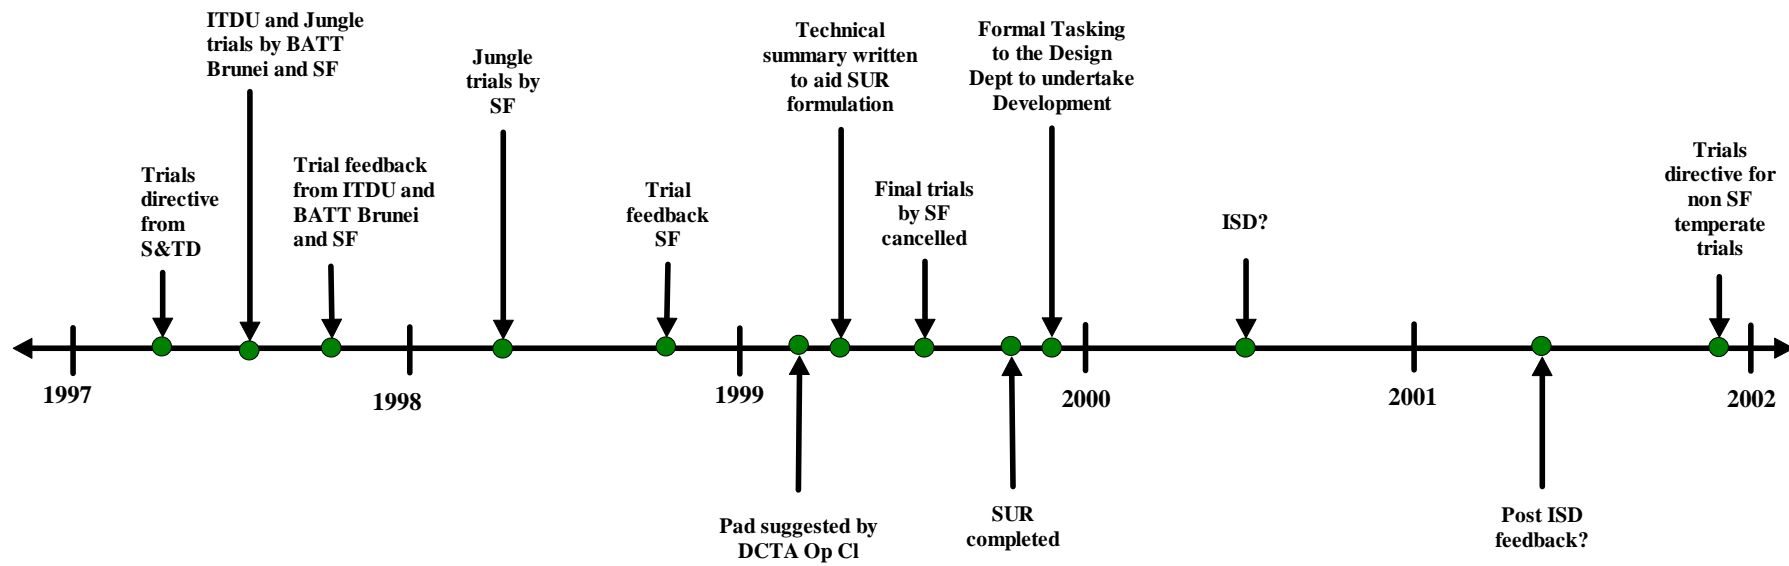 ITDU and Jungle
trials by BATT
Brunei and SF
Trials
directive
from
S&TD
Trial feedback
from ITDU and
BATT Brunei
and SF
Jungle
trials by
SF
Trial
feedback
SF
Technical
summary written
to aid SUR
formulation
Final trials
by SF
cancelled
Formal Tasking
to the Design
Dept to undertake
Development
ISD?
Trials
directive for
non SF
temperate
trials
1997
1998
1999
2000
2001
2002
Pad suggested by
DCTA Op Cl
SUR
completed
Post ISD
feedback?